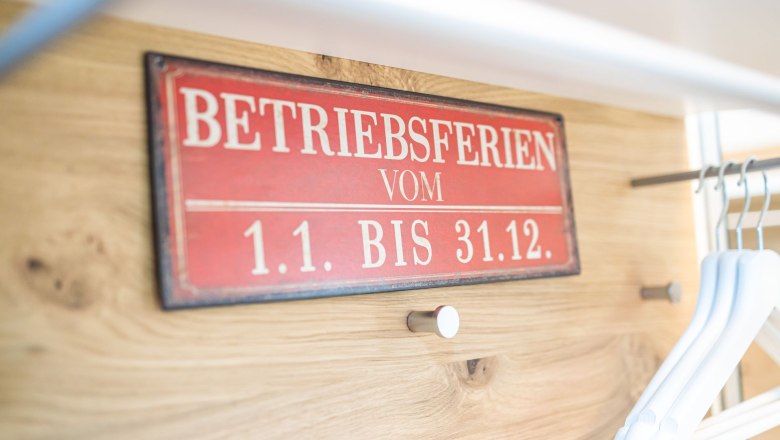 BETRIEBSFERIEN
VOM
1.1. BIS 31.12.